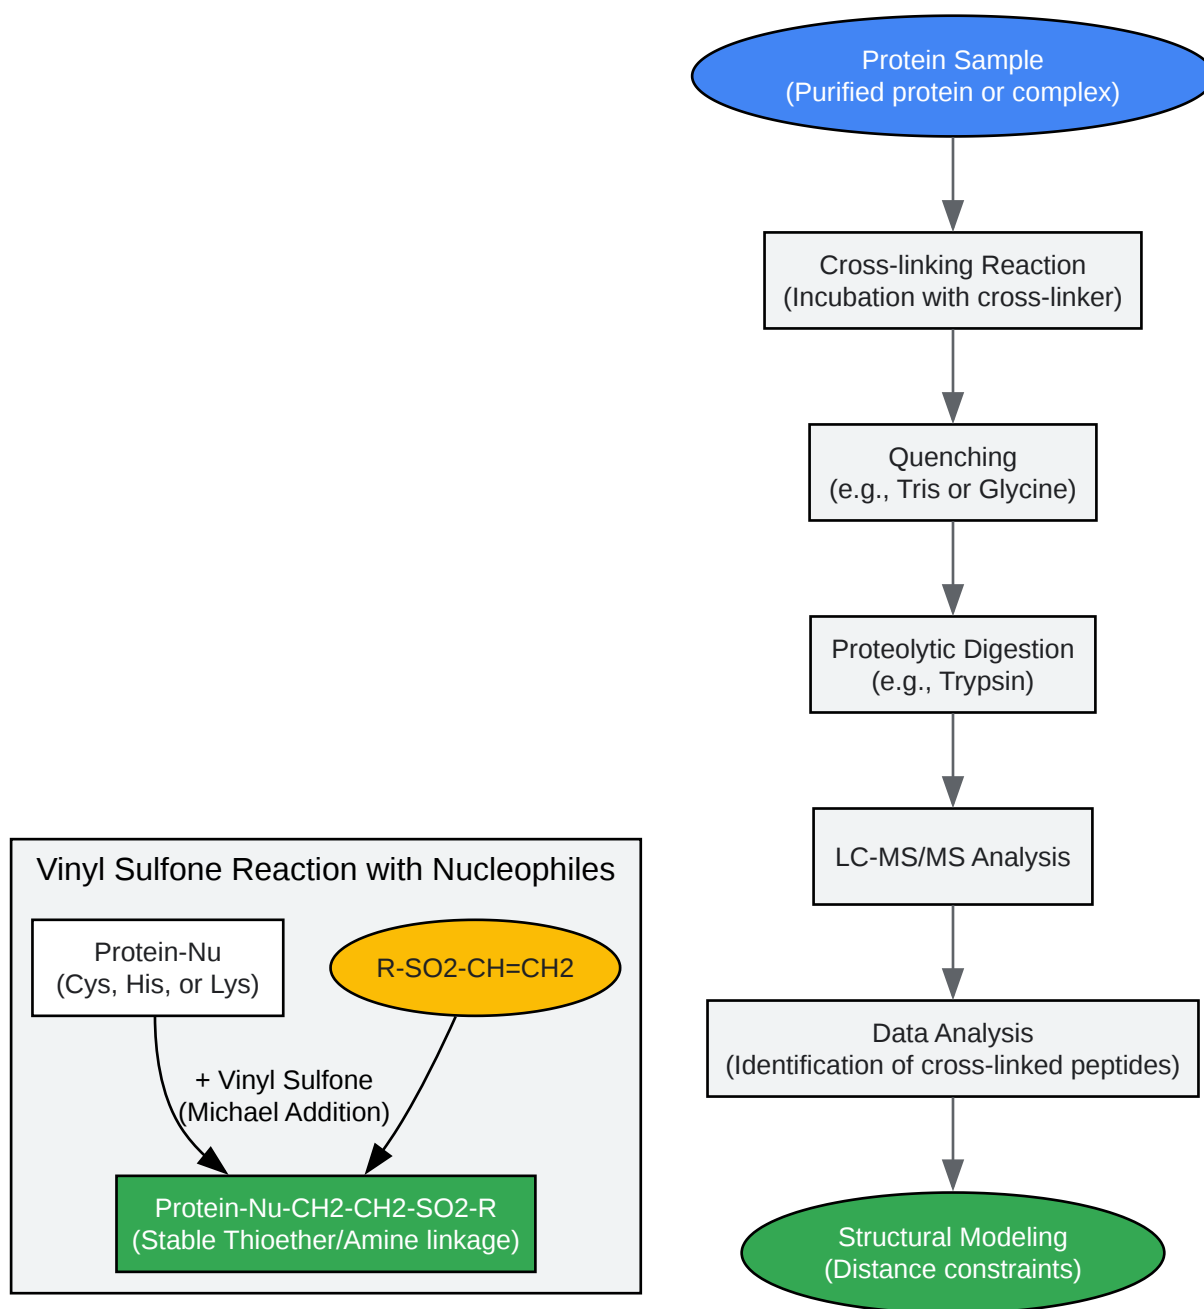 Protein Sample
(Purified protein or complex)
Cross-linking Reaction
(Incubation with cross-linker)
Quenching
(e.g., Tris or Glycine)
Proteolytic Digestion
(e.g., Trypsin)
LC-MS/MS Analysis
Data Analysis
(Identification of cross-linked peptides)
Structural Modeling
(Distance constraints)
Vinyl Sulfone Reaction with Nucleophiles
Protein-Nu
(Cys, His, or Lys)
R-SO2-CH=CH2
+ Vinyl Sulfone
(Michael Addition)
Protein-Nu-CH2-CH2-SO2-R
(Stable Thioether/Amine linkage)